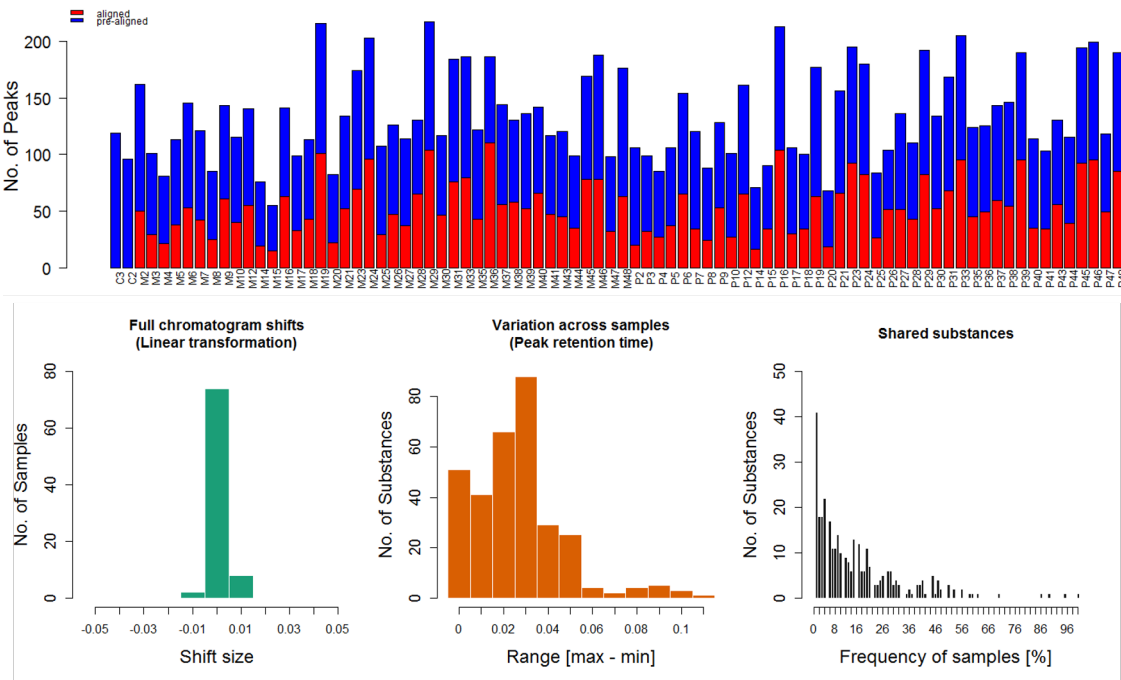 aligned
pre-aligned
No. of Peaks
200
150
100
50
0
C3 C2 M2 M3 M4 M5 M6 M7 M8 M9 M10 M12 M14 M15 M16 M17 M18 M19 M20 M21 M23 M24 M25 M26 M27 M28 M29 M30 M31 M33 M35 M36 M37 M38 M39 M40 M41 M43 M44 M45 M46 M47 M48 P2 P3 P4 P5 P6 P7 P8 P9 P10 P12 P14 P15 P16 P17 P18 P19 P20 P21 P23 P24 P25 P26 P27 P28 P29 P30 P31 P33 P35 P36 P37 P38 P39 P40 P41 P43 P44 P45 P46 P47
Full chromatogram shifts
(Linear transformation)
No. of Samples
80
60
40
20
0
-0.05 -0.03 -0.01 0.01 0.03 0.05
Shift size
Variation across samples
(Peak retention time)
No. of Substances
80
60
40
20
0
0 0.02 0.04 0.06 0.08 0.1
Range [max - min]
Shared substances
No. of Substances
50
40
30
20
10
0
0 8 16 26 36 46 56 66 76 86 96
Frequency of samples [%]